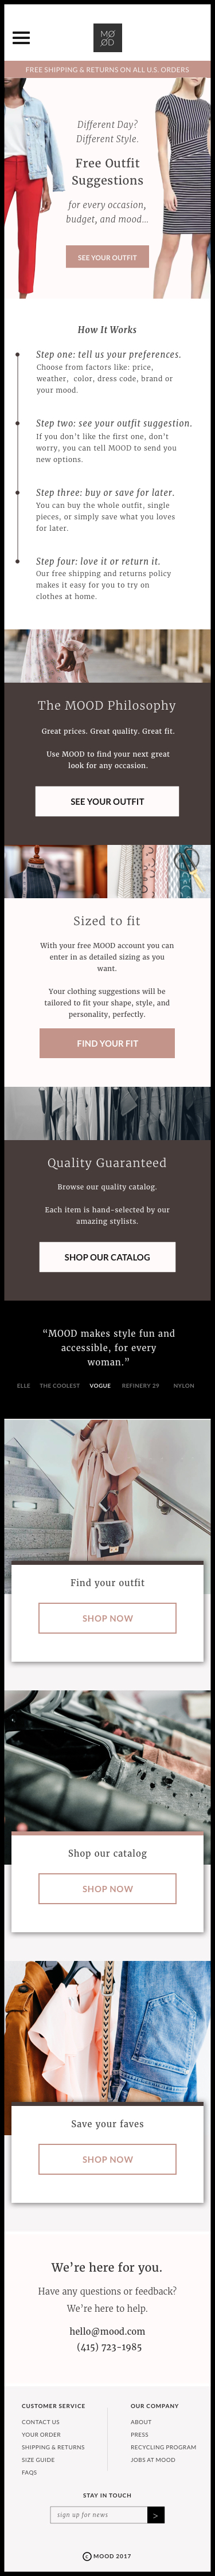 MØ
ØD
FREE SHIPPING & RETURNS ON ALL U.S. ORDERS
Different Day?
Different Style.
Free Outfit
Suggestions
for every occasion,
budget, and mood...
SEE YOUR OUTFIT
How It Works
Step one: tell us your preferences.
Choose from factors like: price,
weather, color, dress code, brand or
your mood.
Step two: see your outfit suggestion.
If you don't like the first one, don't
worry, you can tell MOOD to send you
new options.
Step three: buy or save for later.
You can buy the whole outfit, single
pieces, or simply save what you loves
for later.
Step four: love it or return it.
Our free shipping and returns policy
makes it easy for you to try on
clothes at home.
The MOOD Philosophy
Great prices. Great quality. Great fit.
Use MOOD to find your next great
look for any occasion.
SEE YOUR OUTFIT
Sized to fit
With your free MOOD account you can
enter in as detailed sizing as you
want.
Your clothing suggestions will be
tailored to fit your shape, style, and
personality, perfectly.
FIND YOUR FIT
Quality Guaranteed
Browse our quality catalog.
Each item is hand-selected by our
amazing stylists.
SHOP OUR CATALOG
“MOOD makes style fun and
accessible, for every
woman.”
ELLE THE COOLEST VOGUE REFINERY 29 NYLON
Find your outfit
SHOP NOW
Shop our catalog
SHOP NOW
Save your faves
SHOP NOW
We’re here for you.
Have any questions or feedback?
We’re here to help.
hello@mood.com
(415) 723-1985
CUSTOMER SERVICE
CONTACT US
YOUR ORDER
SHIPPING & RETURNS
SIZE GUIDE
FAQS
OUR COMPANY
ABOUT
PRESS
RECYCLING PROGRAM
JOBS AT MOOD
STAY IN TOUCH
sign up for news >
© MOOD 2017